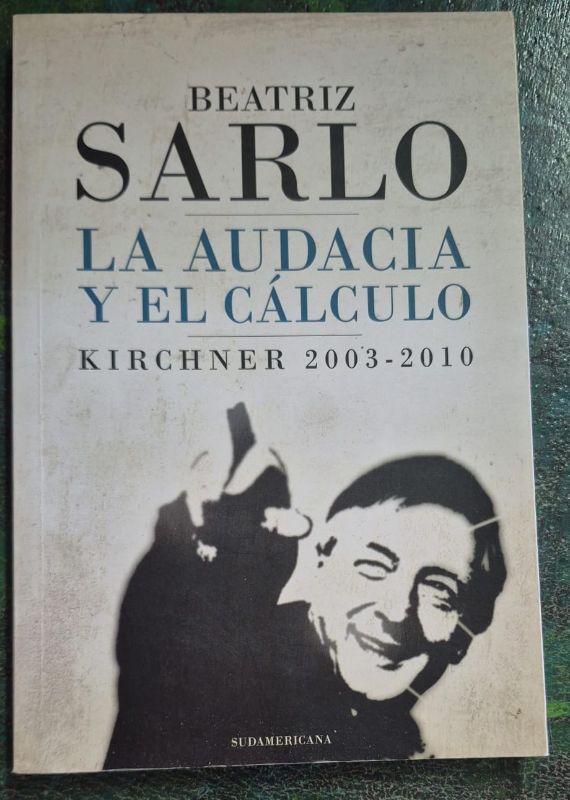 BEATRIZ
SARLO
LA AUDACIA
Y EL CÁLCULO
KIRCHNER 2003-2010
SUDAMERICANA